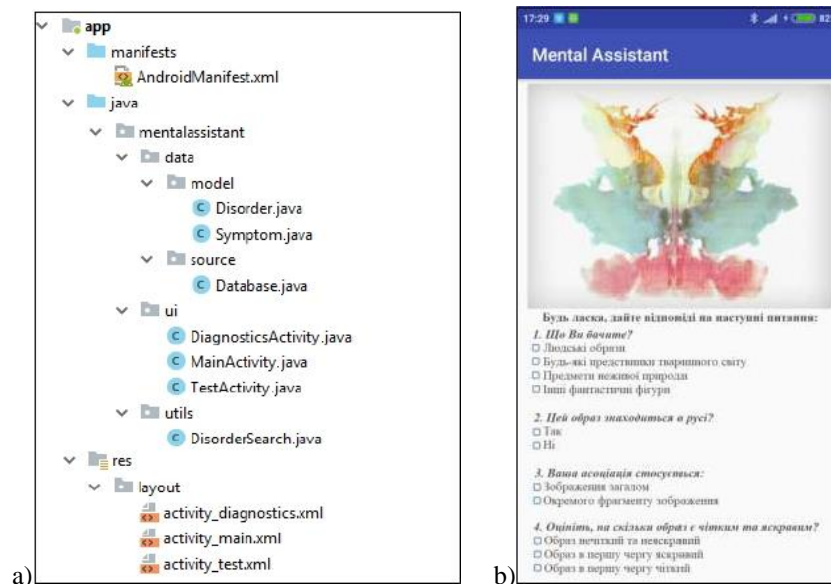 app
manifests
AndroidManifest.xml
java
mentalassistant
data
model
Disorder.java
Symptom.java
source
Database.java
ui
DiagnosticsActivity.java
MainActivity.java
TestActivity.java
utils
DisorderSearch.java
res
layout
activity_diagnostics.xml
activity_main.xml
activity_test.xml
a)
17:29 82
Mental Assistant
Будь ласка, дайте відповіді на наступні питання:
1. Що Ви бачите?
Людські образи
Будь-які представники тваринного світу
Предмети неживої природи
Інші фантастичні фігури
2. Цей образ знаходиться в русі?
Так
Ні
3. Ваша асоціація стосується:
Зображення загалом
Окремого фрагменту зображення
4. Оцініть, на скільки образ є чітким та яскравим?
Образ нечіткий та неяскравий
Образ в першу чергу яскравий
Образ в першу чергу чіткий
b)